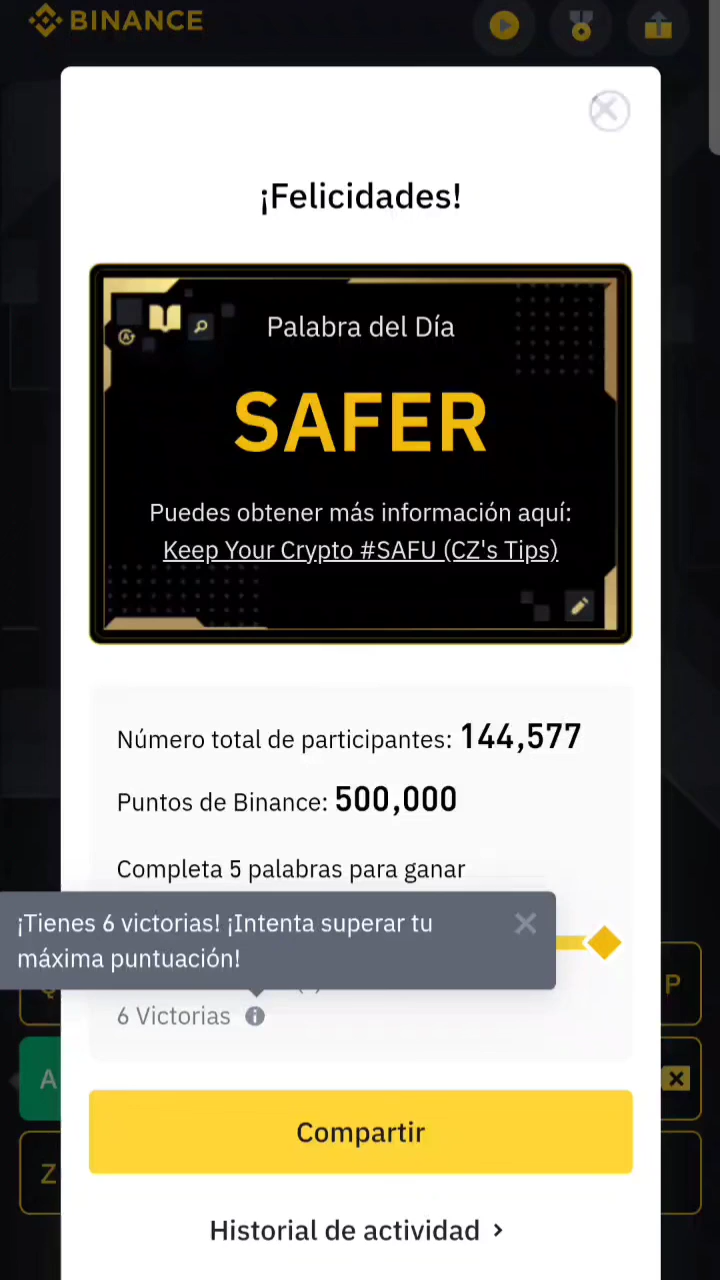 BINANCE
¡Felicidades!
Palabra del Día
SAFER
Puedes obtener más información aquí:
Keep Your Crypto #SAFU (CZ's Tips)
Número total de participantes: 144,577
Puntos de Binance: 500,000
Completa 5 palabras para ganar
¡Tienes 6 victorias! ¡Intenta superar tu
máxima puntuación!
P
6 Victorias
A
Compartir
Z
Historial de actividad